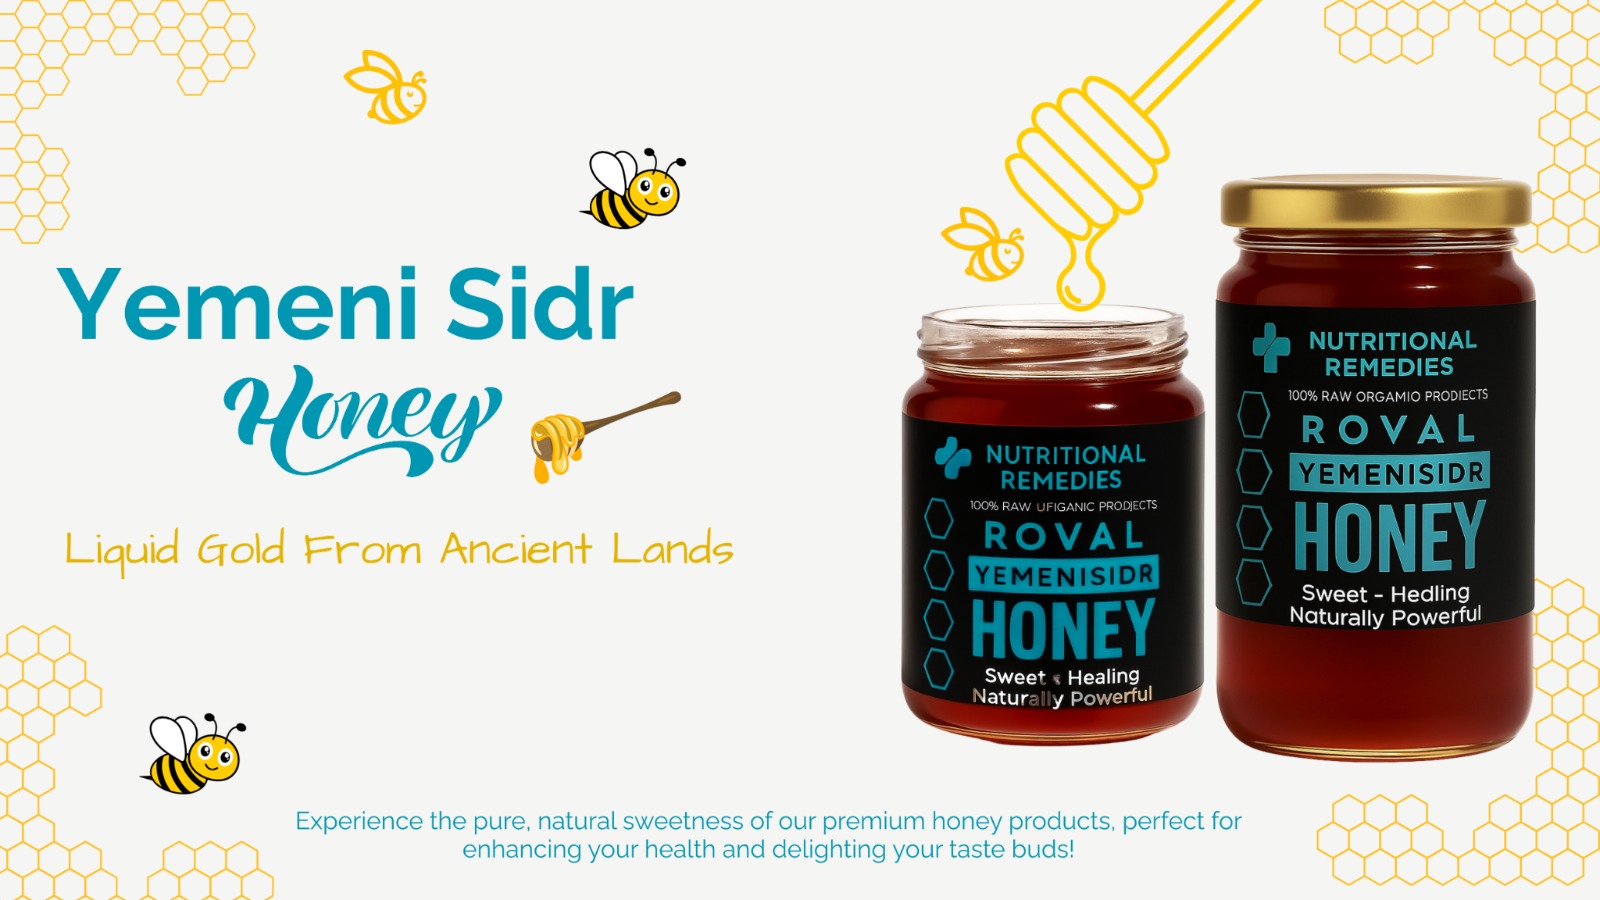 Yemeni Sidr
Honey
Liquid Gold From Ancient Lands
NUTRITIONAL
REMEDIES
100% RAW UFIGANIC PRODJECTS
ROVAL
YEMENISIDR
HONEY
Sweet Healing
Naturally Powerful
NUTRITIONAL
REMEDIES
100% RAW ORGAMIO PRODIECTS
ROVAL
YEMENISIDR
HONEY
Sweet - Hedling
Naturally Powerful
Experience the pure, natural sweetness of our premium honey products, perfect for
enhancing your health and delighting your taste buds!